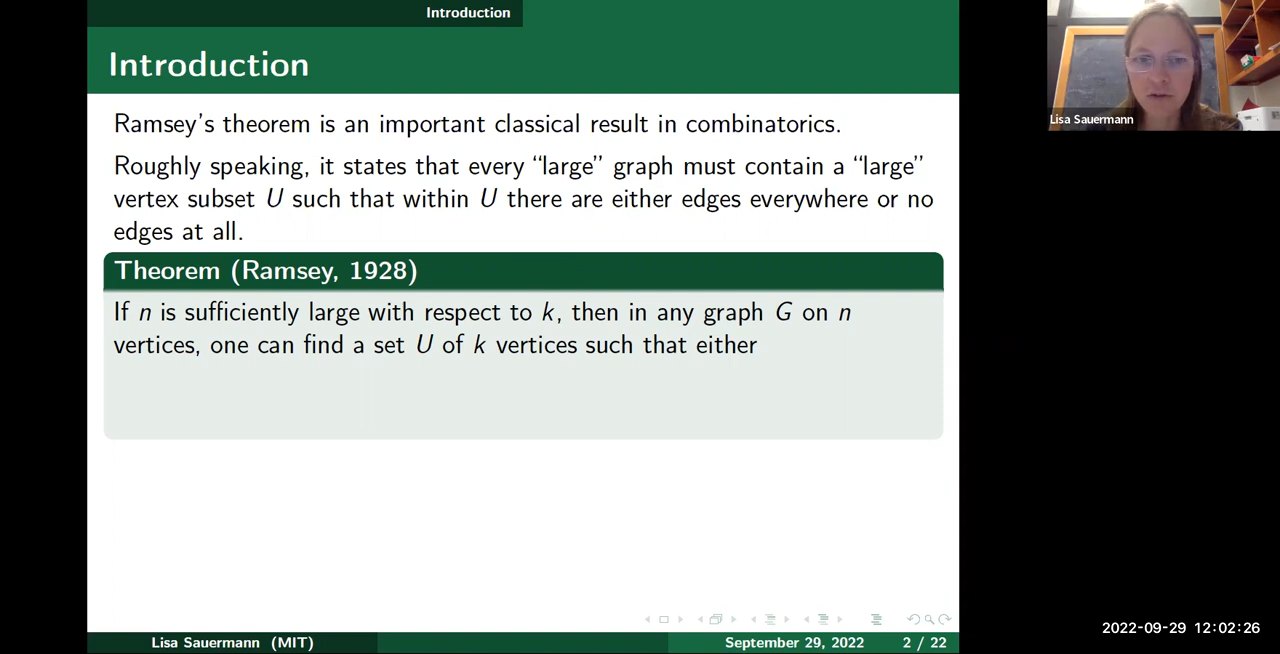 Introduction
Introduction
Ramsey's theorem is an important classical result in combinatorics.
Roughly speaking, it states that every “large” graph must contain a “large”
vertex subset U such that within U there are either edges everywhere or no
edges at all.
Theorem (Ramsey, 1928)
If n is sufficiently large with respect to k, then in any graph G on n
vertices, one can find a set U of k vertices such that either
Lisa Sauermann (MIT)
September 29, 2022
2 / 22
Lisa Sauermann
2022-09-29 12:02:26